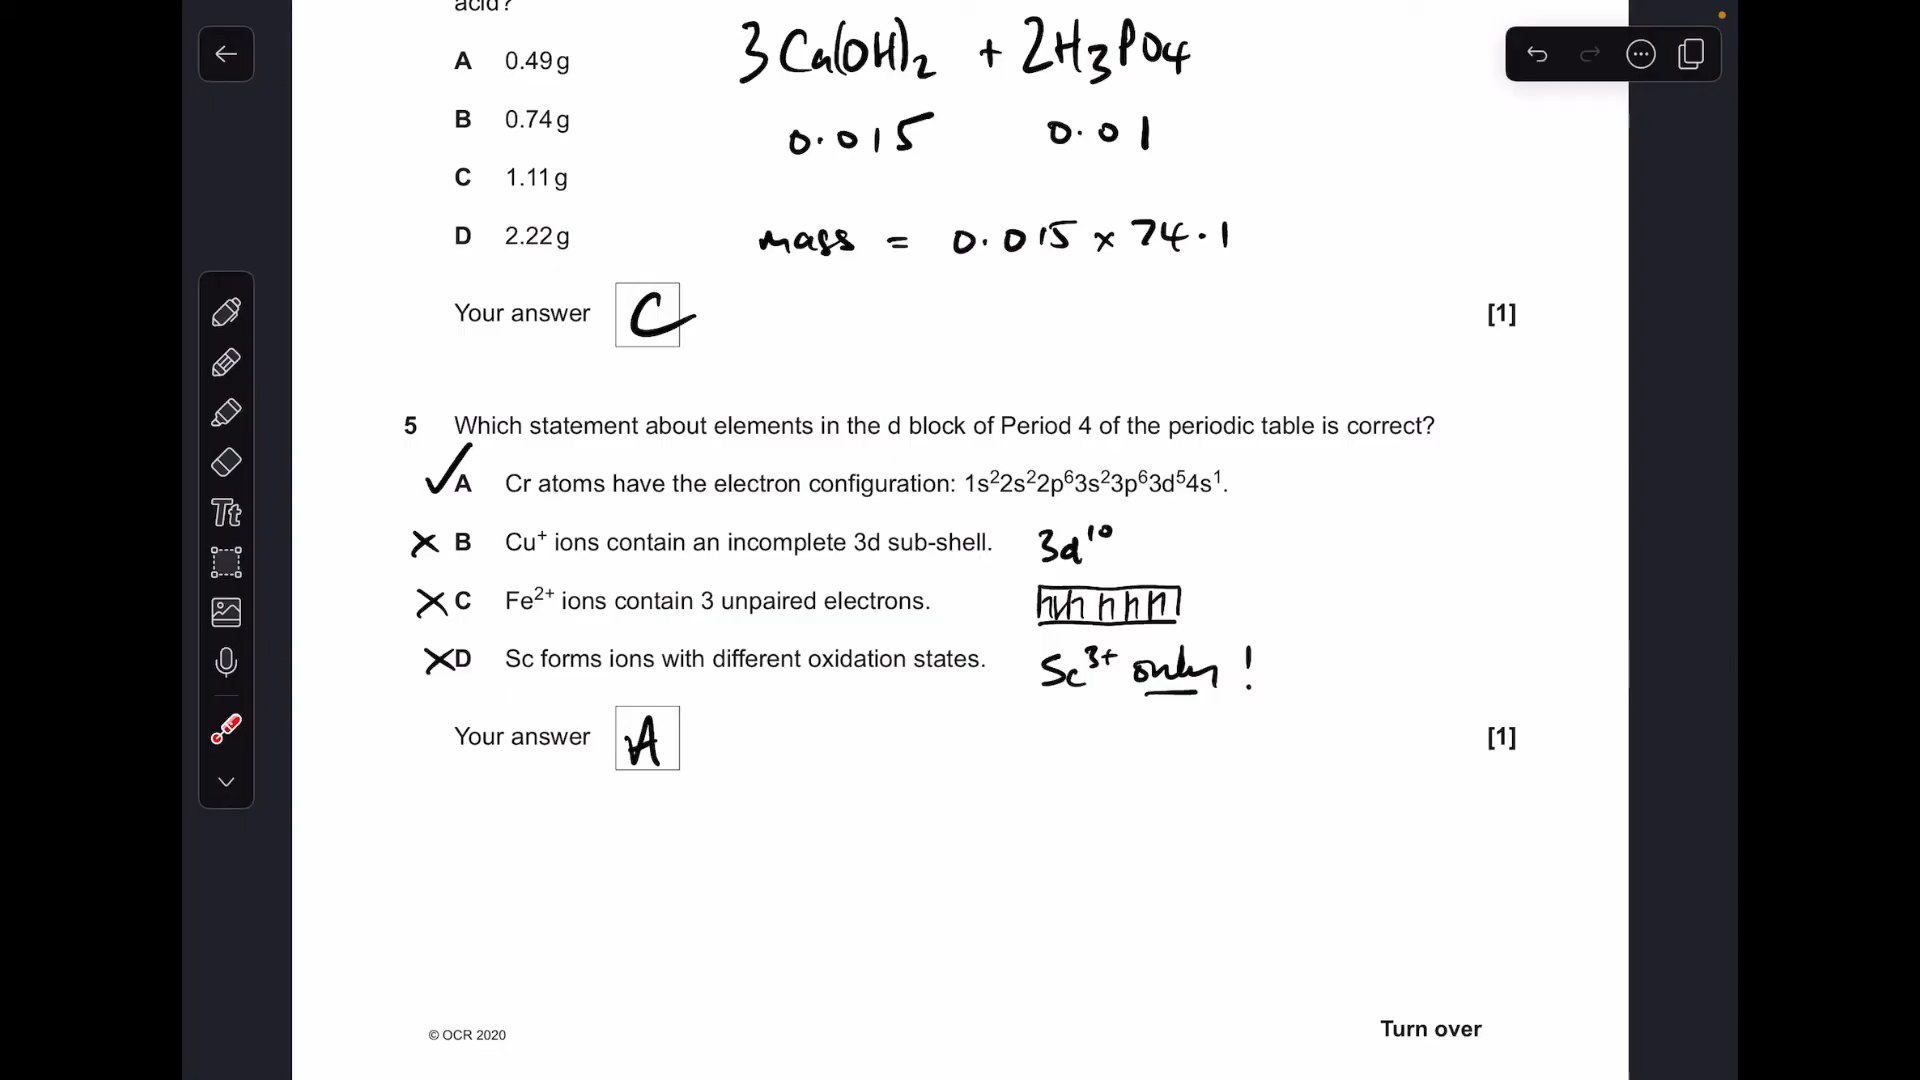 acid?
3Ca(OH)₂ + 2H₃PO₄
A 0.49 g
0.015 0.01
B 0.74 g
C 1.11 g
D 2.22 g
mass = 0.015 × 74.1
Your answer C [1]
5 Which statement about elements in the d block of Period 4 of the periodic table is correct?
A Cr atoms have the electron configuration: 1s²2s²2p⁶3s²3p⁶3d⁵4s¹.
B Cu⁺ ions contain an incomplete 3d sub-shell. 3d¹⁰
C Fe²⁺ ions contain 3 unpaired electrons.
D Sc forms ions with different oxidation states. Sc³⁺ only !
Your answer A [1]
© OCR 2020 Turn over
Tt